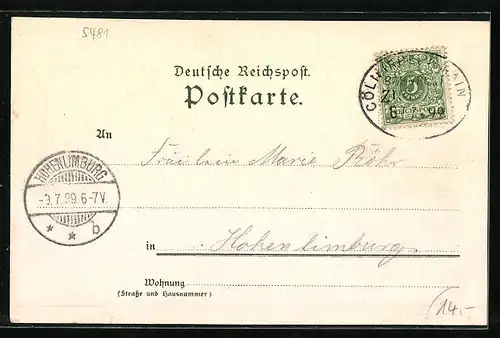 5481
Deutsche Reichspost.
Postkarte.
5
An
Fräulein Marie Röhr
HOHENLIMBURG
-3.7.99.6-7V.
* * b
in Hohenlimburg
Wohnung
(Straße und Hausnummer)
14.-